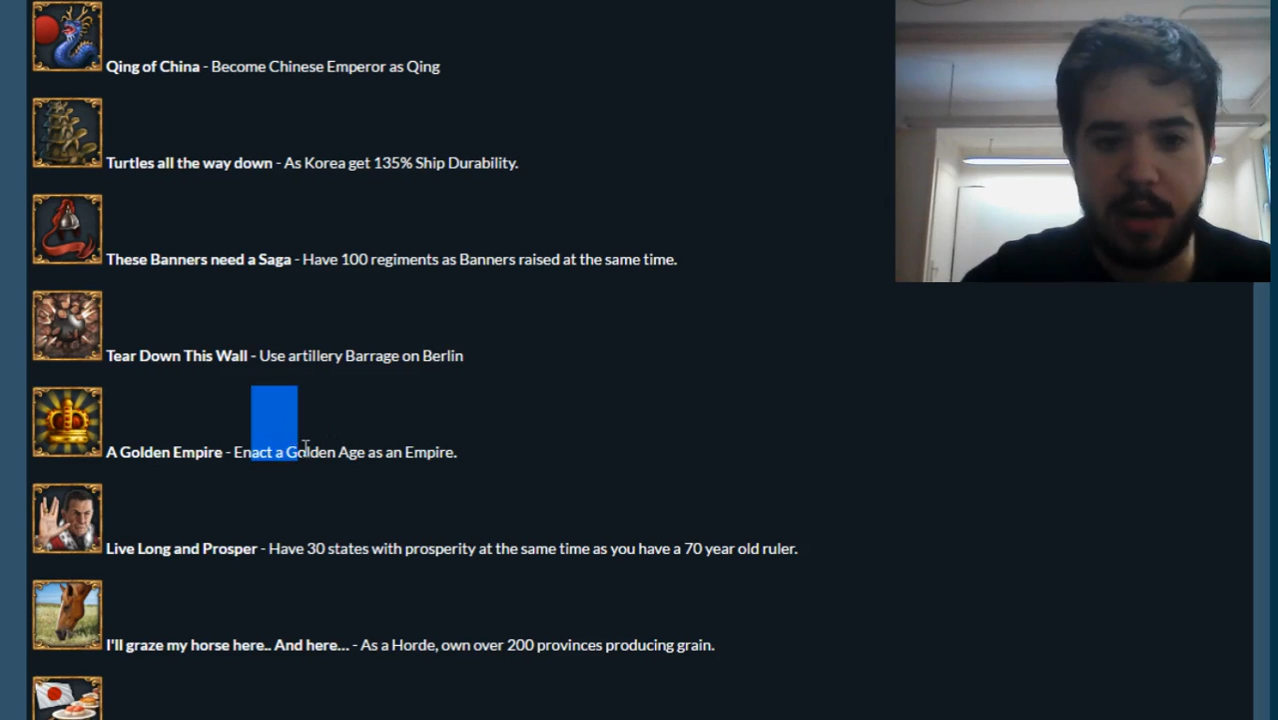 Qing of China - Become Chinese Emperor as Qing
Turtles all the way down - As Korea get 135% Ship Durability.
These Banners need a Saga - Have 100 regiments as Banners raised at the same time.
Tear Down This Wall - Use artillery Barrage on Berlin
A Golden Empire - Enact a Golden Age as an Empire.
Live Long and Prosper - Have 30 states with prosperity at the same time as you have a 70 year old ruler.
I'll graze my horse here.. And here... - As a Horde, own over 200 provinces producing grain.